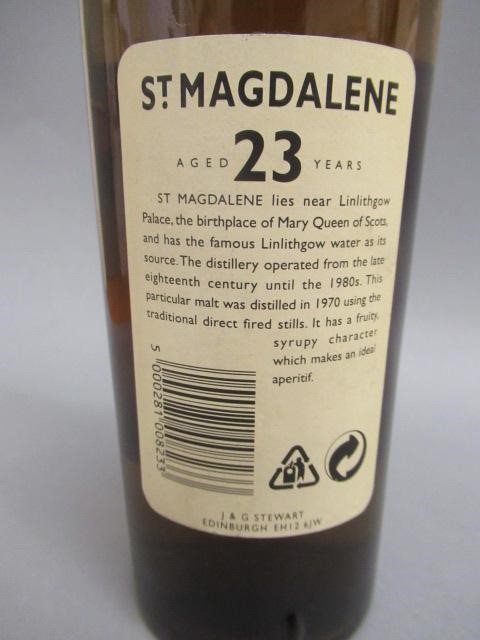 ST MAGDALENE
AGED 23 YEARS
ST MAGDALENE lies near Linlithgow
Palace, the birthplace of Mary Queen of Scots,
and has the famous Linlithgow water as its
source. The distillery operated from the late
eighteenth century until the 1980s. This
particular malt was distilled in 1970 using the
traditional direct fired stills. It has a fruity,
syrupy character
which makes an ideal
aperitif.
5 000281 008233
J & G STEWART
EDINBURGH EH12 6JW